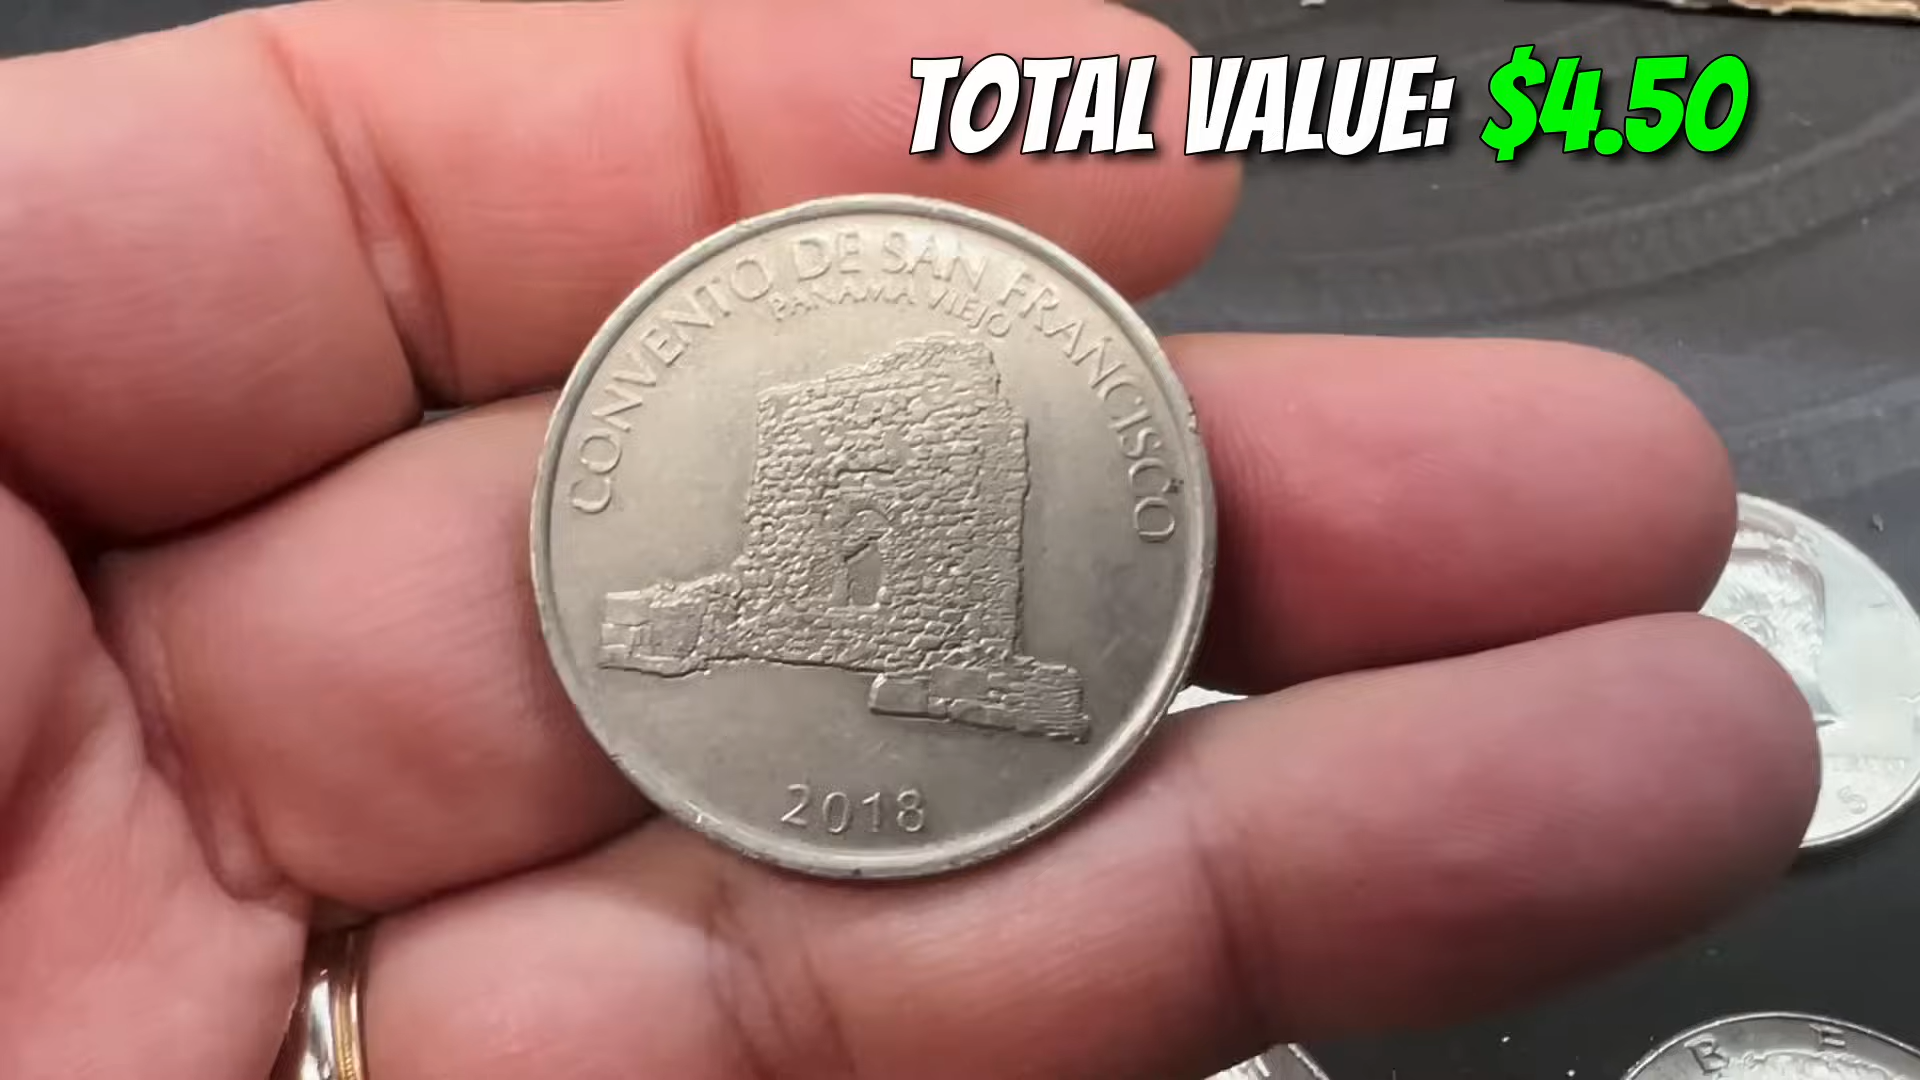 TOTAL VALUE: $4.50
CONVENTO DE SAN FRANCISCO
PANAMA VIEJO
2018
S
B E